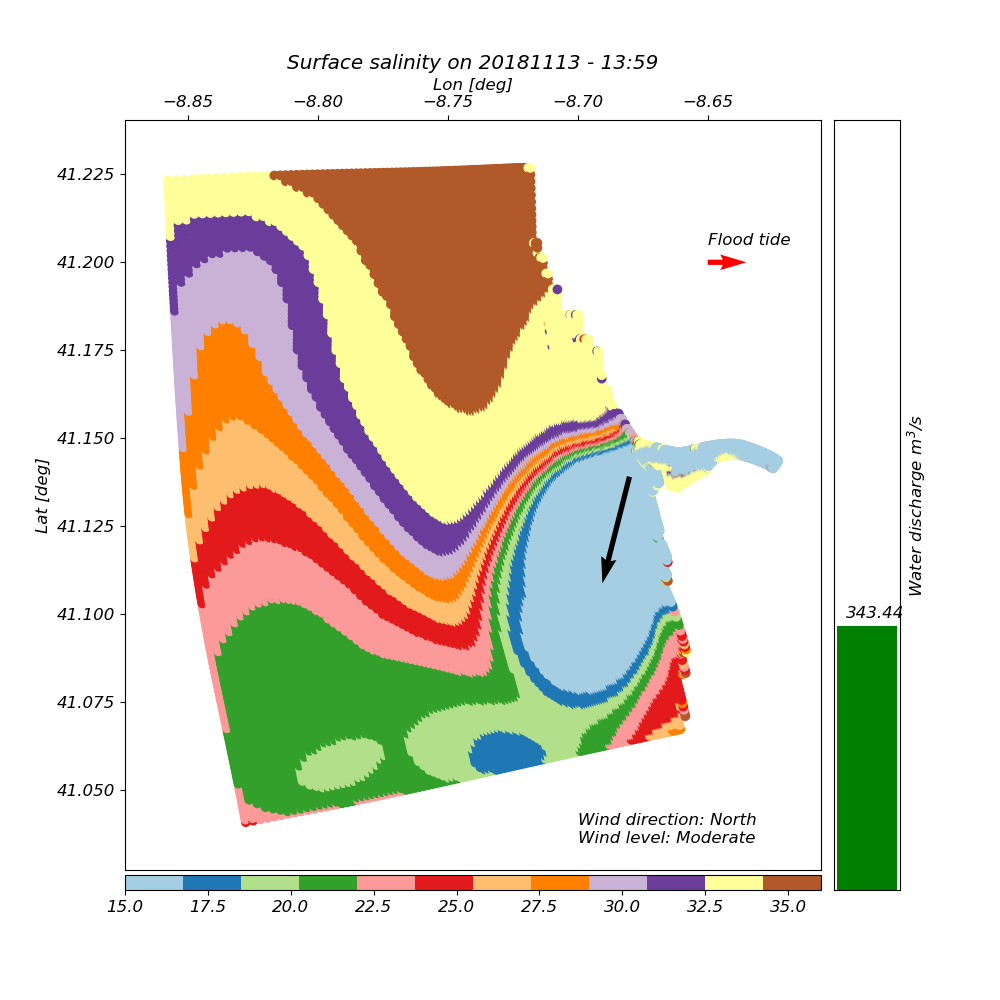 Surface salinity on 20181113 - 13:59
Lon [deg]
−8.85 −8.80 −8.75 −8.70 −8.65
41.225
41.200
41.175
41.150
41.125
41.100
41.075
41.050
Lat [deg]
Flood tide
Wind direction: North
Wind level: Moderate
15.0 17.5 20.0 22.5 25.0 27.5 30.0 32.5 35.0
343.44
Water discharge m³/s